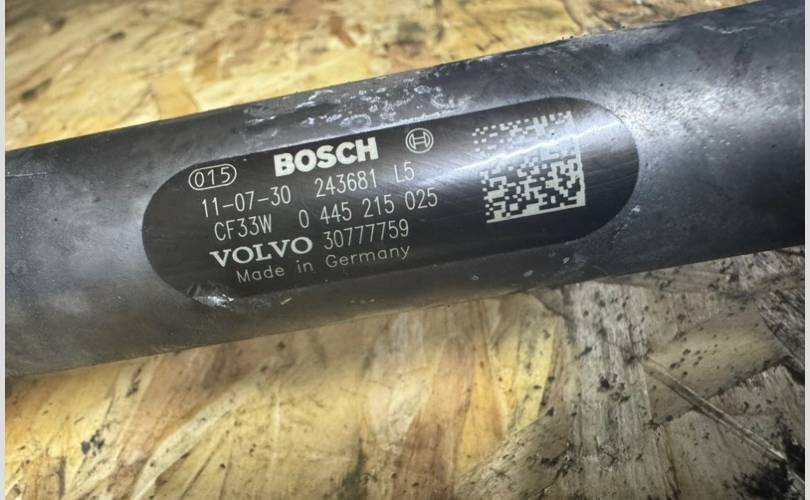 015 BOSCH
11-07-30 243681 L5
CF33W 0 445 215 025
VOLVO 30777759
Made in Germany